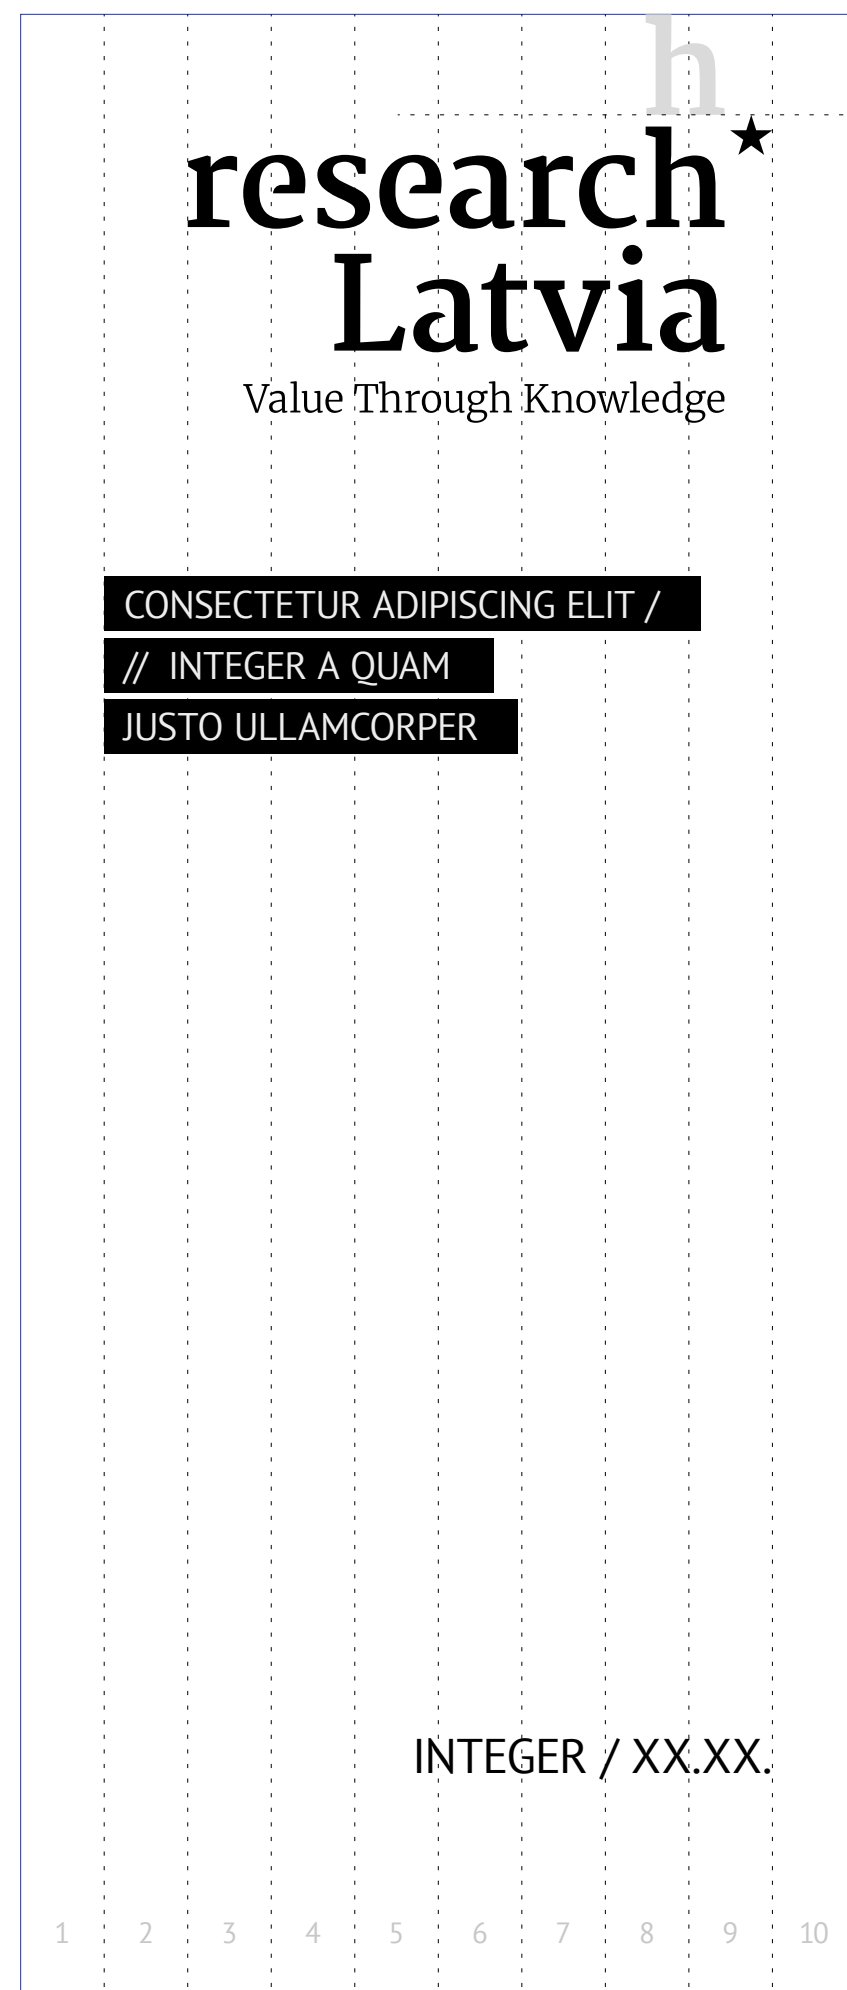 h
research★
Latvia
Value Through Knowledge
CONSECTETUR ADIPISCING ELIT /
// INTEGER A QUAM
JUSTO ULLAMCORPER
INTEGER / XX.XX.
1 2 3 4 5 6 7 8 9 10